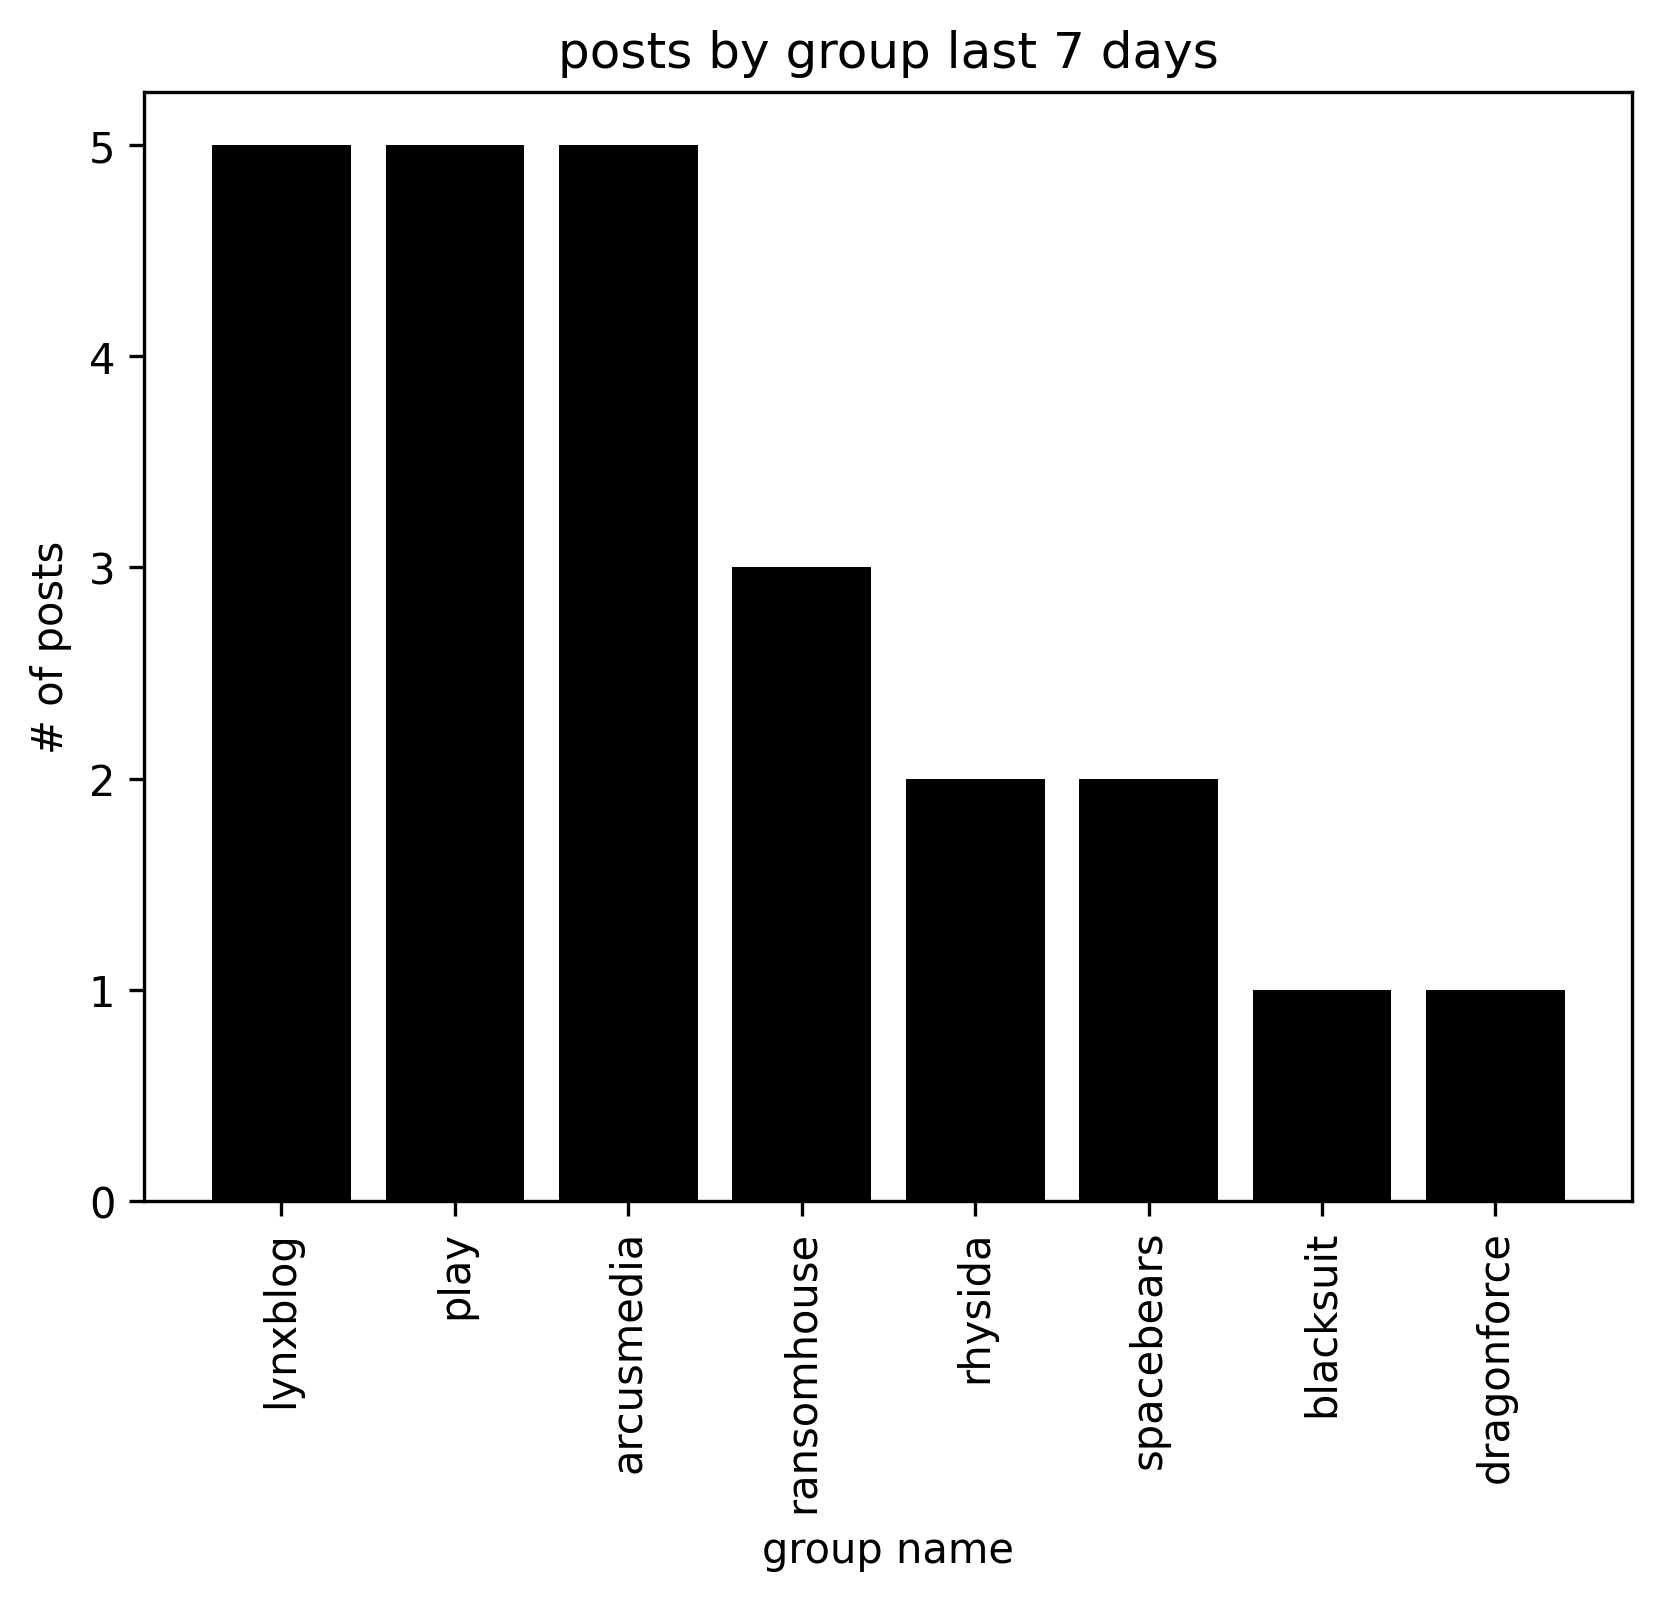 posts by group last 7 days
# of posts
5
4
3
2
1
0
lynxblog
play
arcusmedia
ransomhouse
rhysida
spacebears
blacksuit
dragonforce
group name